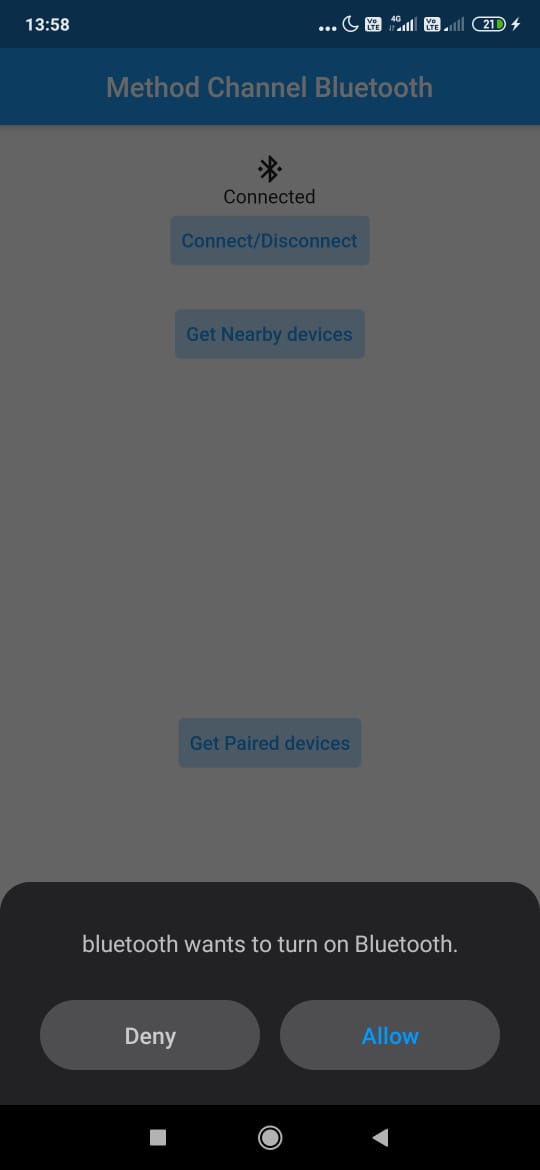 13:58
Vo LTE 4G Vo LTE 21
Method Channel Bluetooth
Connected
Connect/Disconnect
Get Nearby devices
Get Paired devices
bluetooth wants to turn on Bluetooth.
Deny Allow